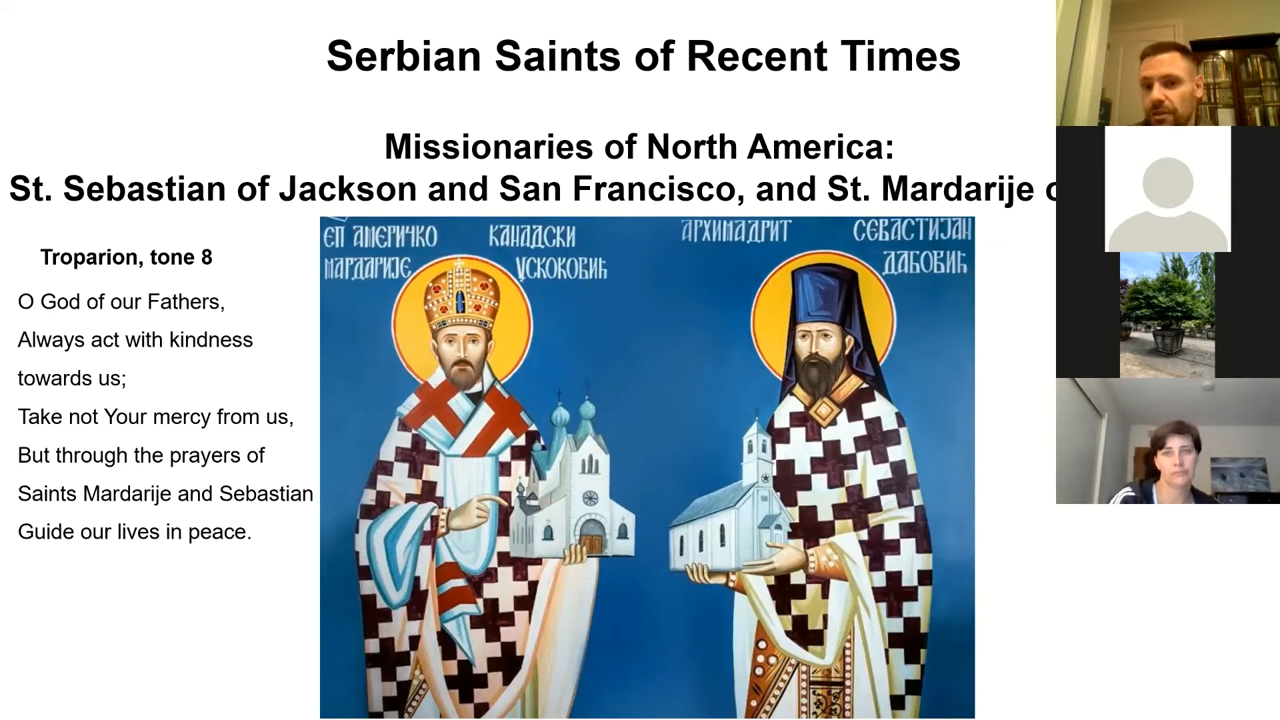 Serbian Saints of Recent Times
Missionaries of North America:
St. Sebastian of Jackson and San Francisco, and St. Mardarije
Troparion, tone 8
O God of our Fathers,
Always act with kindness
towards us;
Take not Your mercy from us,
But through the prayers of
Saints Mardarije and Sebastian
Guide our lives in peace.
ЕП АМЕРИЧКО КАНАДСКИ
МАРДАРИЈЕ УСКОКОВИЋ
АРХИМАДРИТ СЕВАСТИЈАН
ДАБОВИЋ